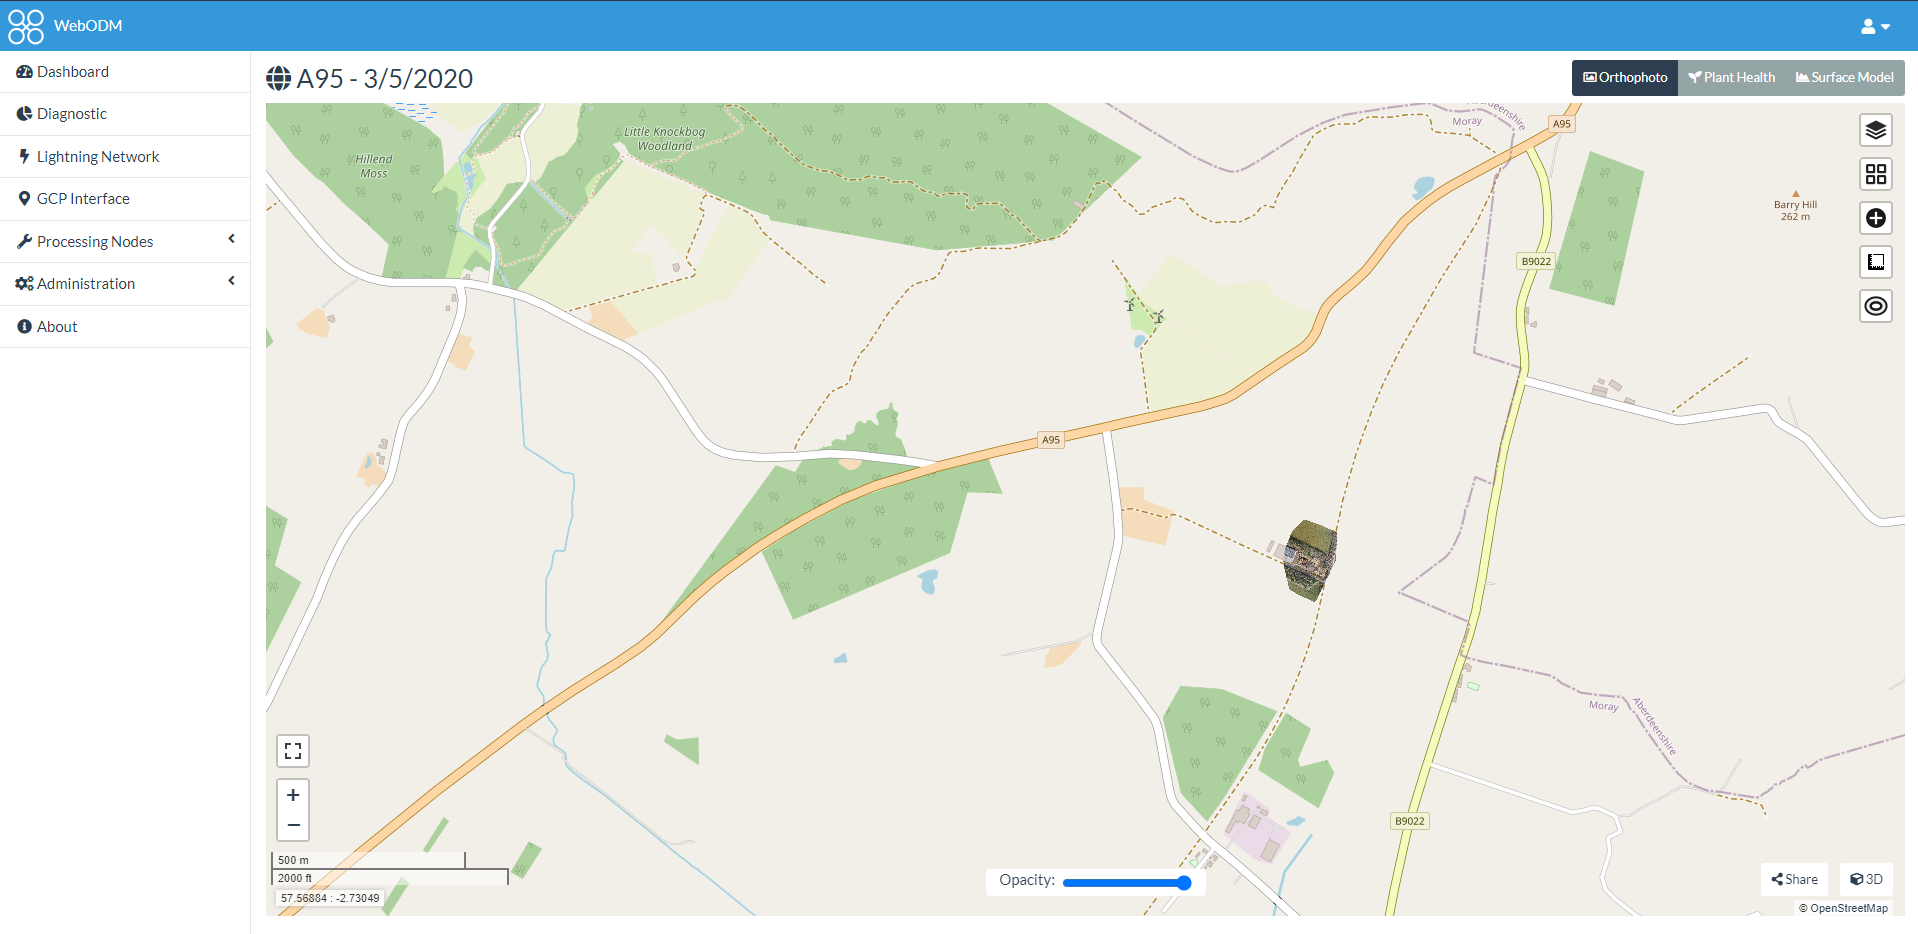 WebODM
Dashboard
Diagnostic
Lightning Network
GCP Interface
Processing Nodes
Administration
About
A95 - 3/5/2020
Orthophoto
Plant Health
Surface Model
Hillend
Moss
Little Knockbog
Woodland
Aberdeenshire
Moray
A95
Barry Hill
262 m
B9022
A95
Moray
Aberdeenshire
B9022
+
−
500 m
2000 ft
57.56884 : -2.73049
Opacity:
Share
3D
© OpenStreetMap